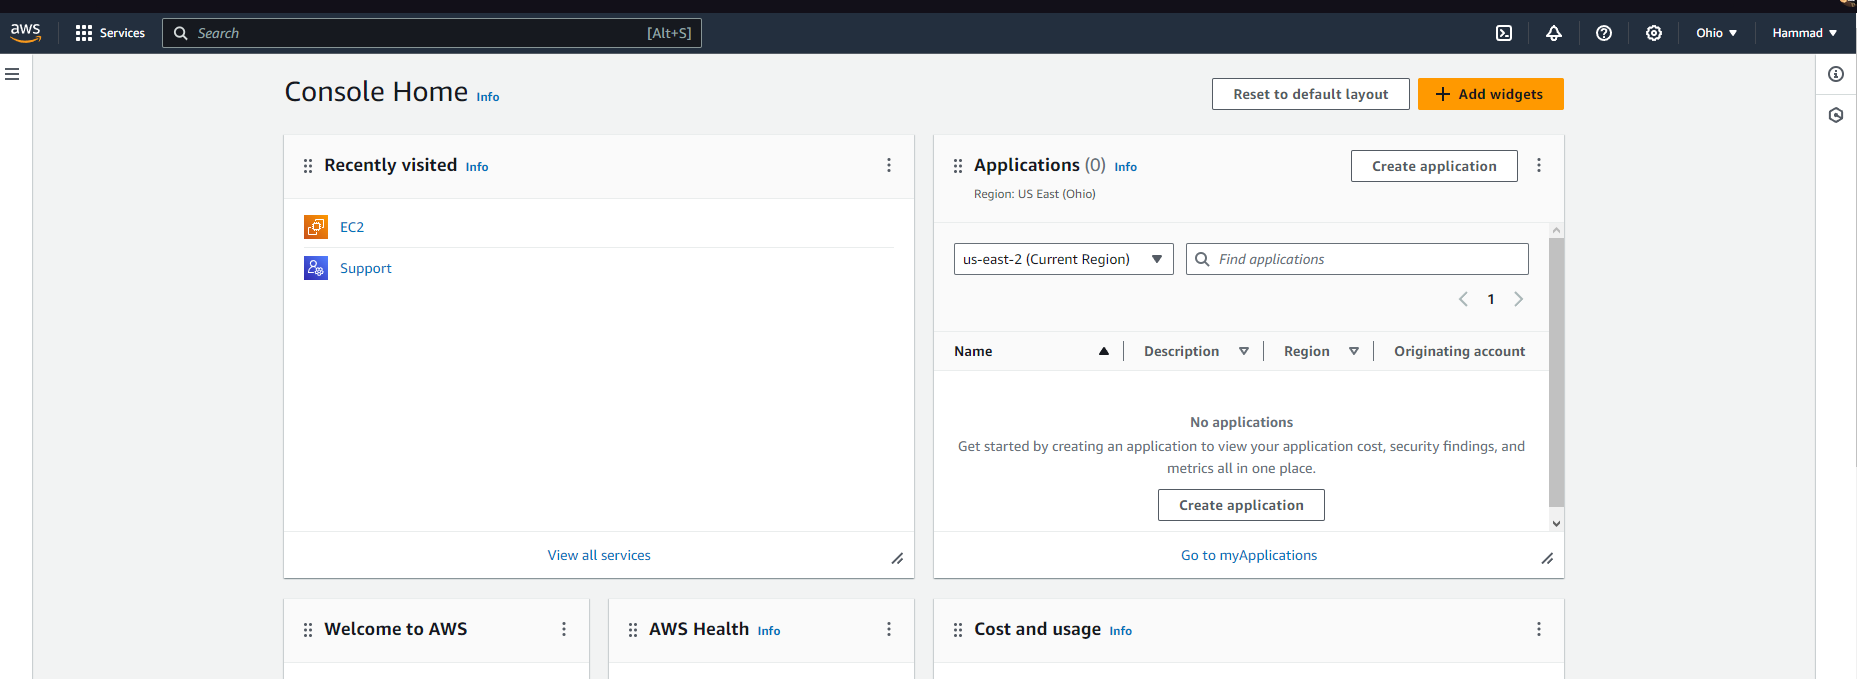 aws Services Search [Alt+S] Ohio Hammad
Console Home Info Reset to default layout Add widgets
Recently visited Info
EC2
Support
View all services
Applications (0) Info Create application
Region: US East (Ohio)
us-east-2 (Current Region) Find applications
1
Name Description Region Originating account
No applications
Get started by creating an application to view your application cost, security findings, and
metrics all in one place.
Create application
Go to myApplications
Welcome to AWS
AWS Health Info
Cost and usage Info